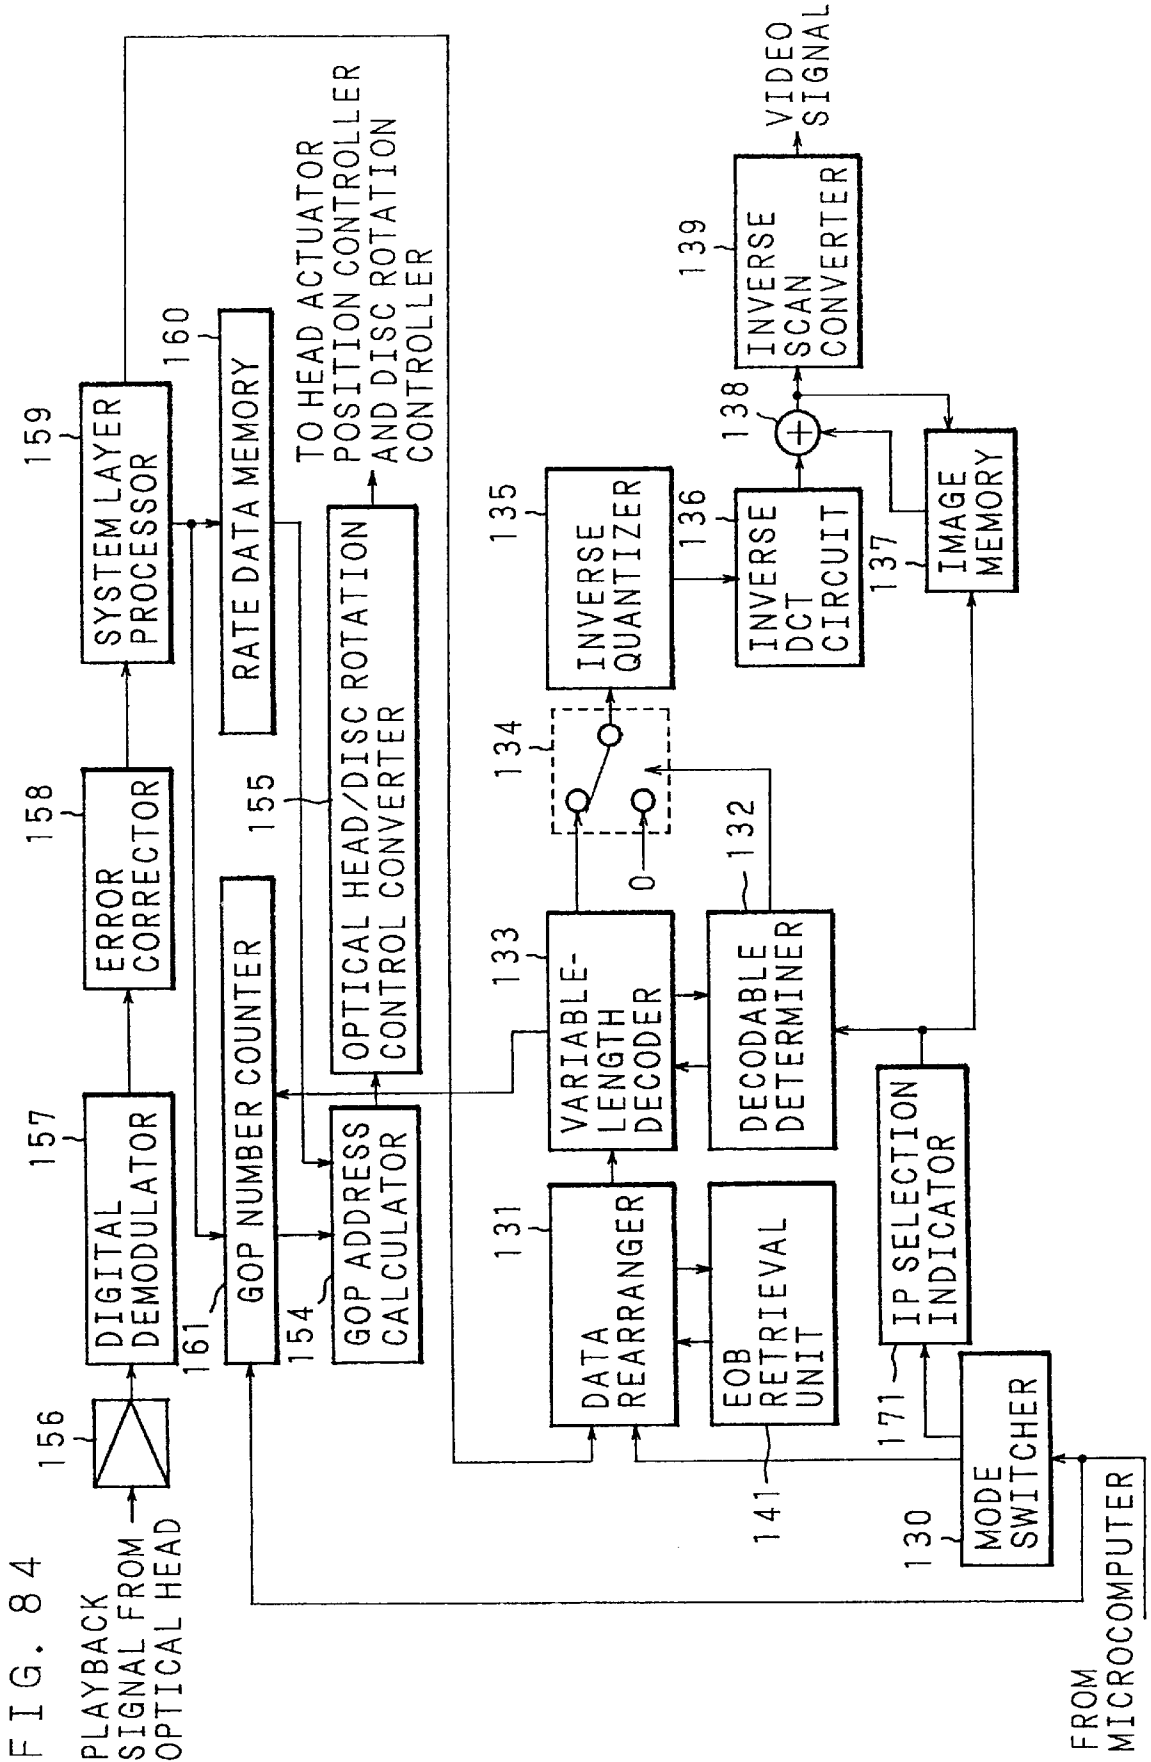 FIG. 84
PLAYBACK
SIGNAL FROM
OPTICAL HEAD
156
157
DIGITAL
DEMODULATOR
158
ERROR
CORRECTOR
159
SYSTEM LAYER
PROCESSOR
161
GOP NUMBER COUNTER
160
RATE DATA MEMORY
154
GOP ADDRESS
CALCULATOR
155
OPTICAL HEAD/DISC ROTATION
CONTROL CONVERTER
TO HEAD ACTUATOR
POSITION CONTROLLER
AND DISC ROTATION
CONTROLLER
131
DATA
REARRANGER
133
VARIABLE-
LENGTH
DECODER
134
0
135
INVERSE
QUANTIZER
141
EOB
RETRIEVAL
UNIT
132
DECODABLE
DETERMINER
136
INVERSE
DCT
CIRCUIT
138
+
139
INVERSE
SCAN
CONVERTER
VIDEO
SIGNAL
137
IMAGE
MEMORY
171
IP SELECTION
INDICATOR
130
MODE
SWITCHER
FROM
MICROCOMPUTER